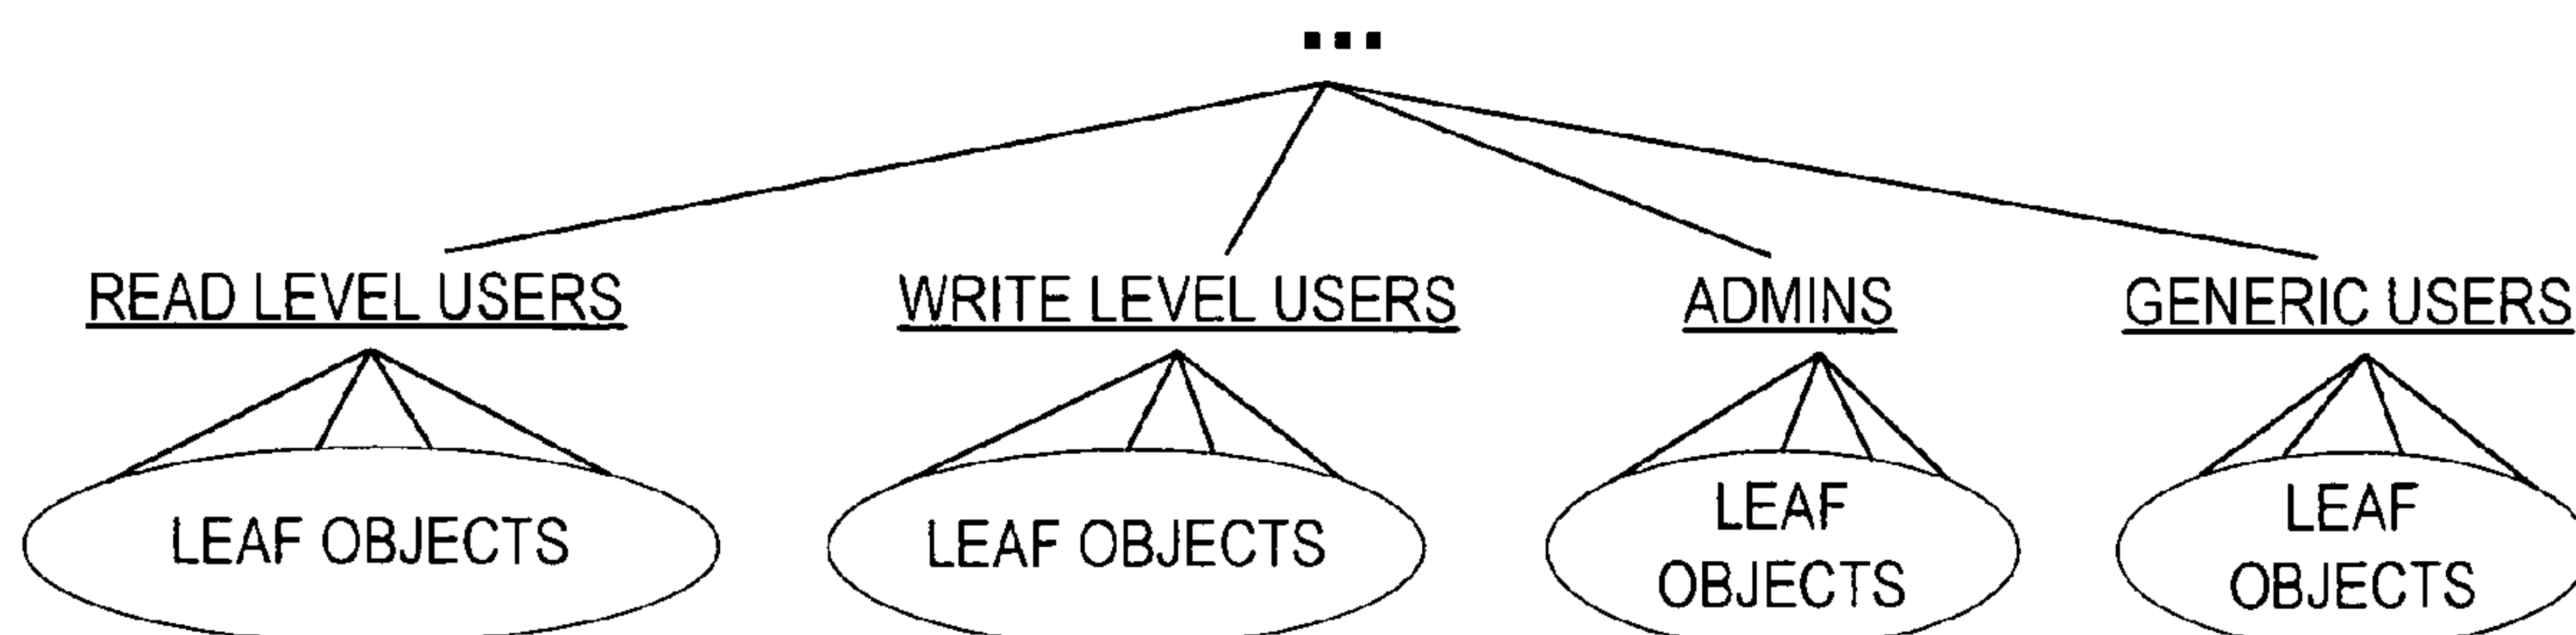 ...
READ LEVEL USERS WRITE LEVEL USERS ADMINS GENERIC USERS
LEAF OBJECTS LEAF OBJECTS LEAF OBJECTS LEAF OBJECTS